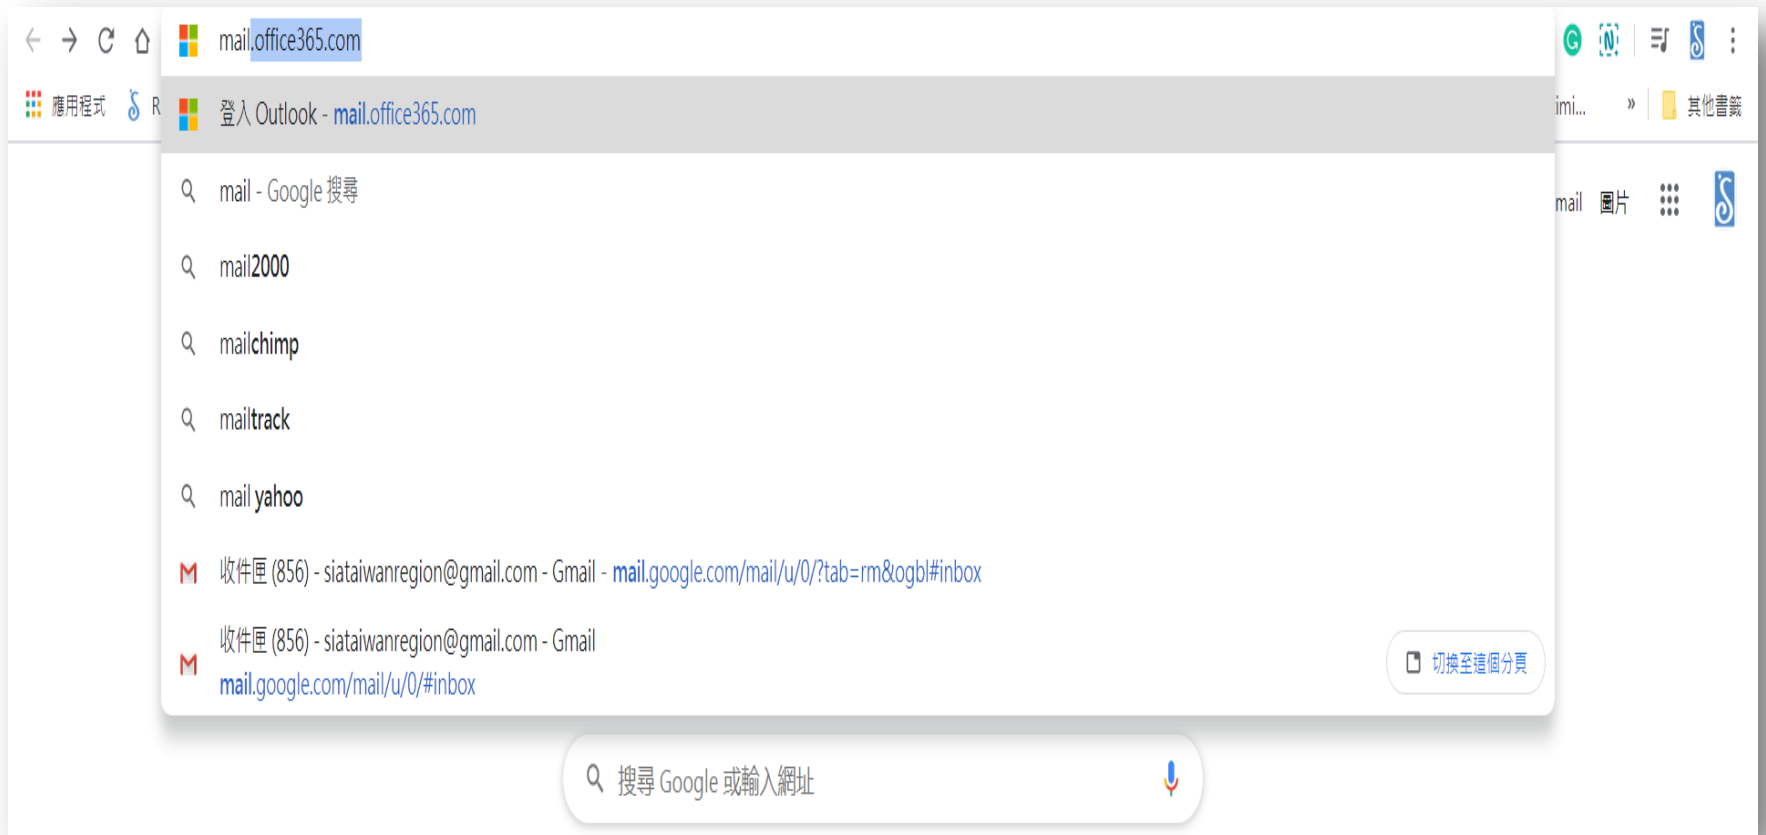 mail.office365.com
應用程式 R
登入 Outlook - mail.office365.com
imi... » 其他書籤
mail - Google 搜尋
mail 圖片
mail2000
mailchimp
mailtrack
mail yahoo
收件匣 (856) - siataiwanregion@gmail.com - Gmail - mail.google.com/mail/u/0/?tab=rm&ogbl#inbox
收件匣 (856) - siataiwanregion@gmail.com - Gmail
mail.google.com/mail/u/0/#inbox
切換至這個分頁
搜尋 Google 或輸入網址